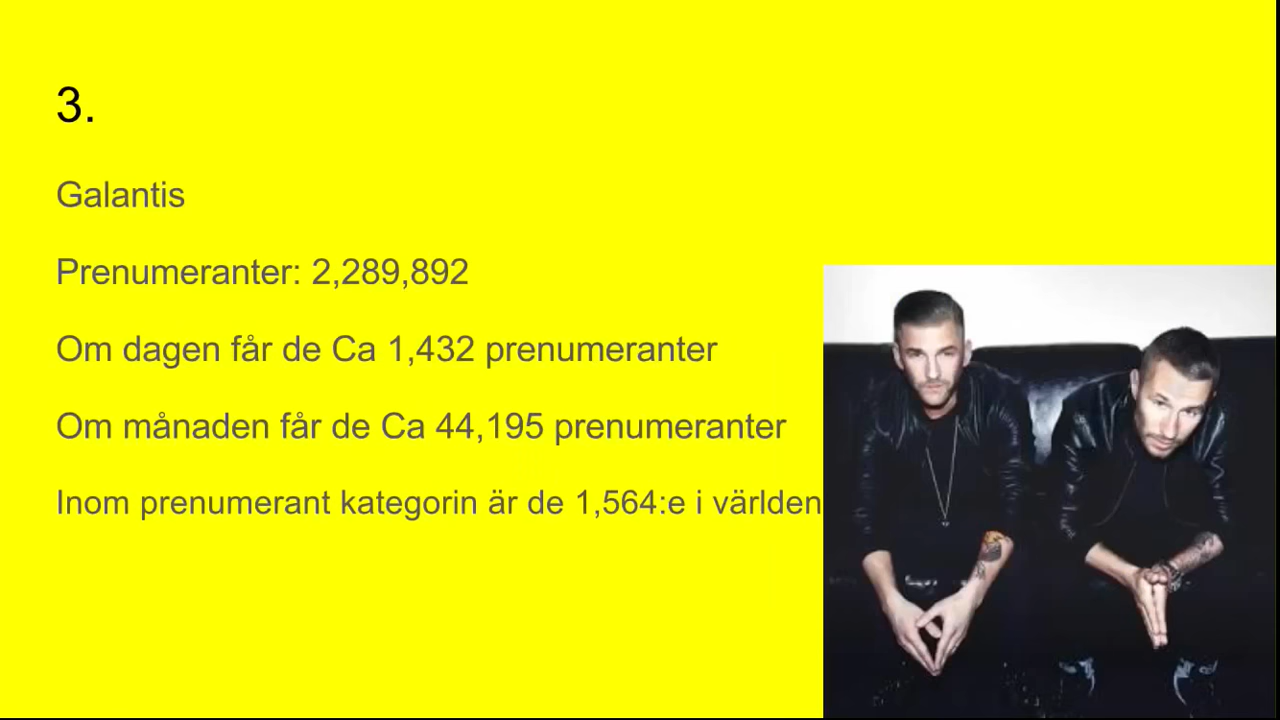 3.
Galantis
Prenumeranter: 2,289,892
Om dagen får de Ca 1,432 prenumeranter
Om månaden får de Ca 44,195 prenumeranter
Inom prenumerant kategorin är de 1,564:e i världen